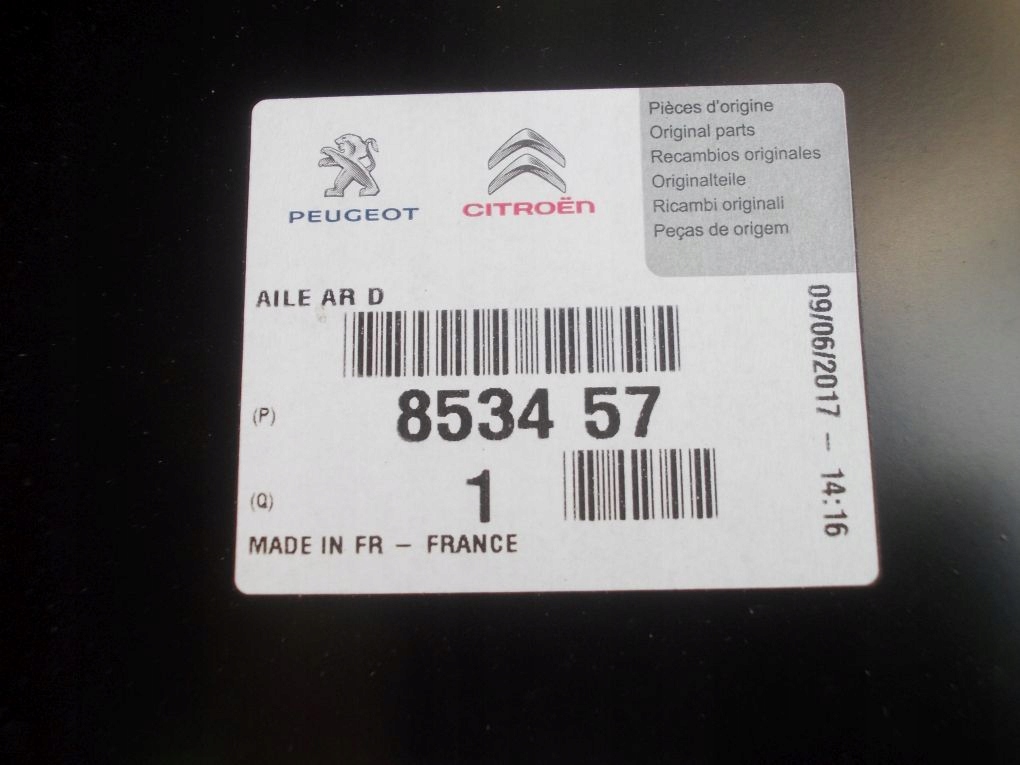 PEUGEOT
CITROËN
Pièces d'origine
Original parts
Recambios originales
Originalteile
Ricambi originali
Peças de origem
AILE AR D
(P) 8534 57
(Q) 1
MADE IN FR – FRANCE
09/06/2017 – 14:16